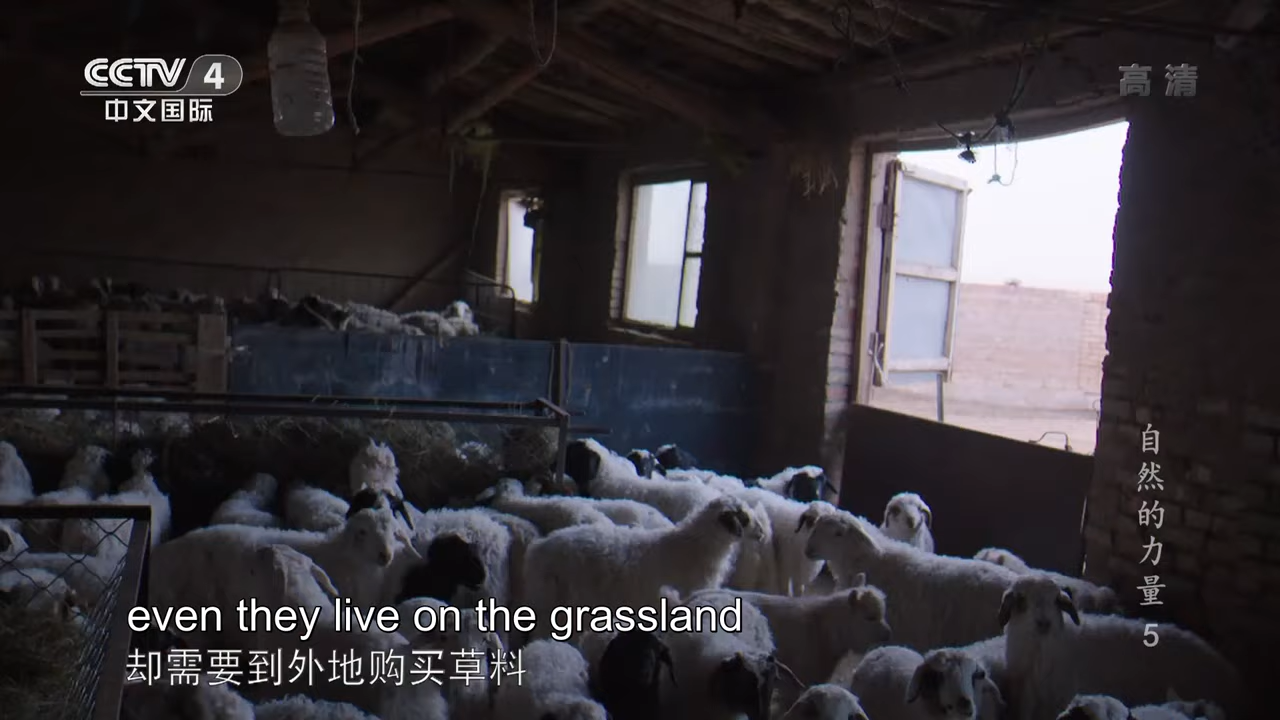 CCTV 4
中文国际
高清
自然的力量 5
even they live on the grassland
却需要到外地购买草料